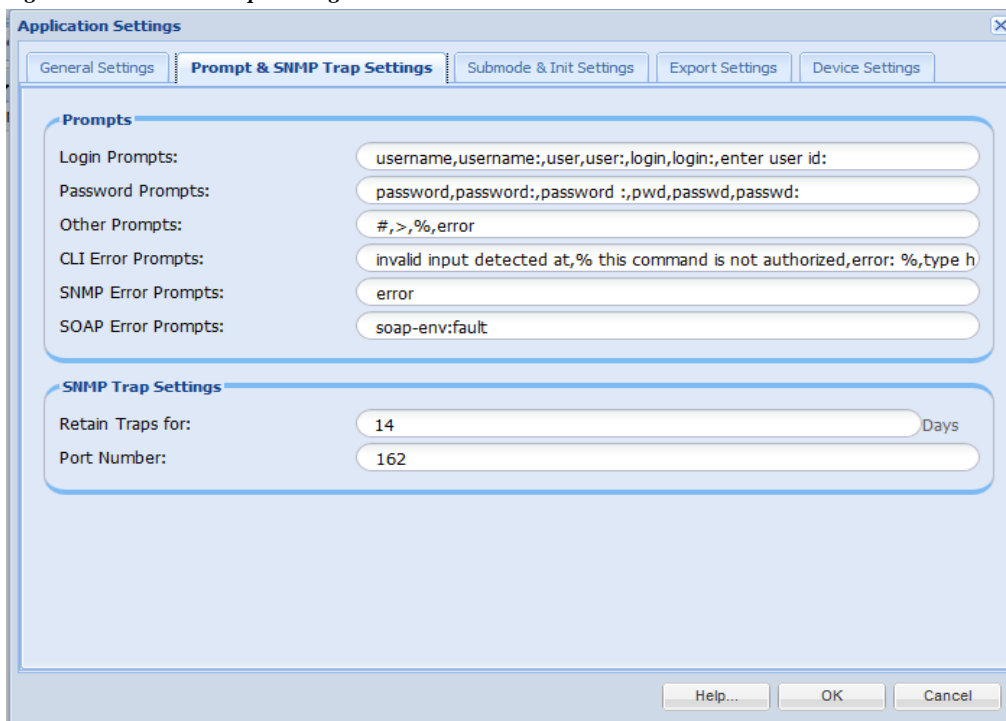 Application Settings
General Settings Prompt & SNMP Trap Settings Submode & Init Settings Export Settings Device Settings
Prompts
Login Prompts: username,username:,user,user:,login,login:,enter user id:
Password Prompts: password,password:,password :,pwd,passwd,passwd:
Other Prompts: #,>,%,error
CLI Error Prompts: invalid input detected at,% this command is not authorized,error: %,type h
SNMP Error Prompts: error
SOAP Error Prompts: soap-env:fault
SNMP Trap Settings
Retain Traps for: 14 Days
Port Number: 162
Help... OK Cancel